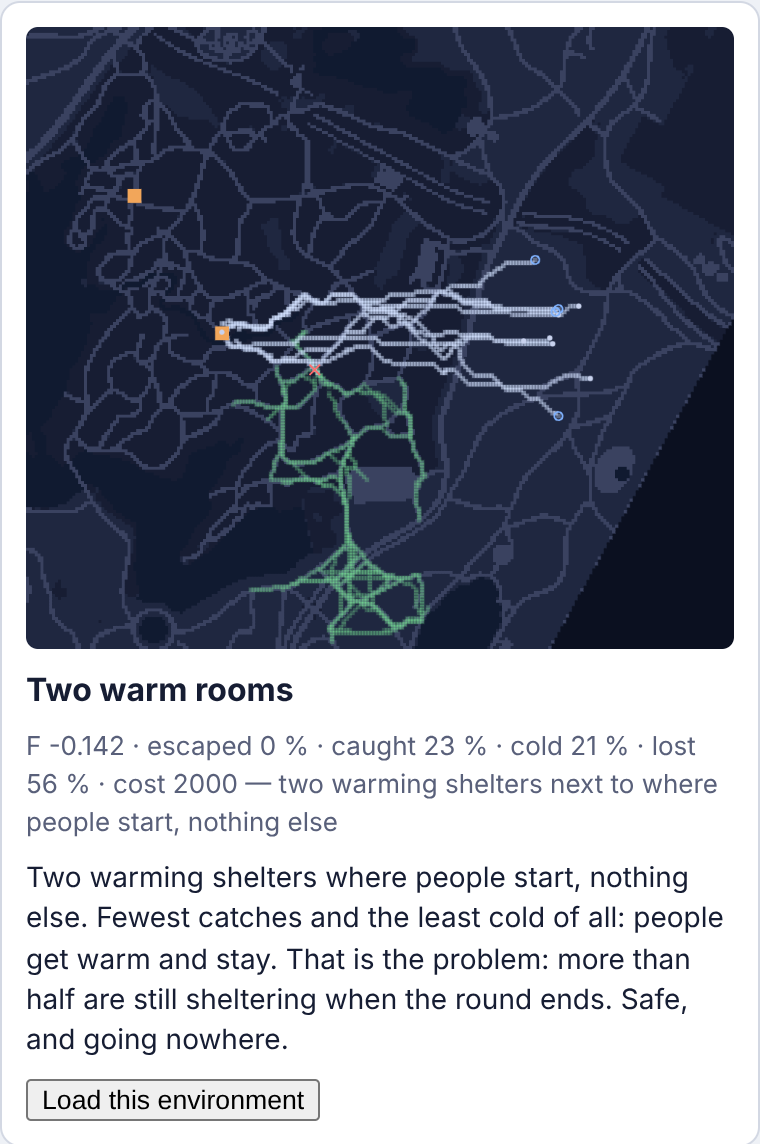 Two warm rooms
F -0.142 · escaped 0 % · caught 23 % · cold 21 % · lost
56 % · cost 2000 — two warming shelters next to where
people start, nothing else
Two warming shelters where people start, nothing
else. Fewest catches and the least cold of all: people
get warm and stay. That is the problem: more than
half are still sheltering when the round ends. Safe,
and going nowhere.
Load this environment